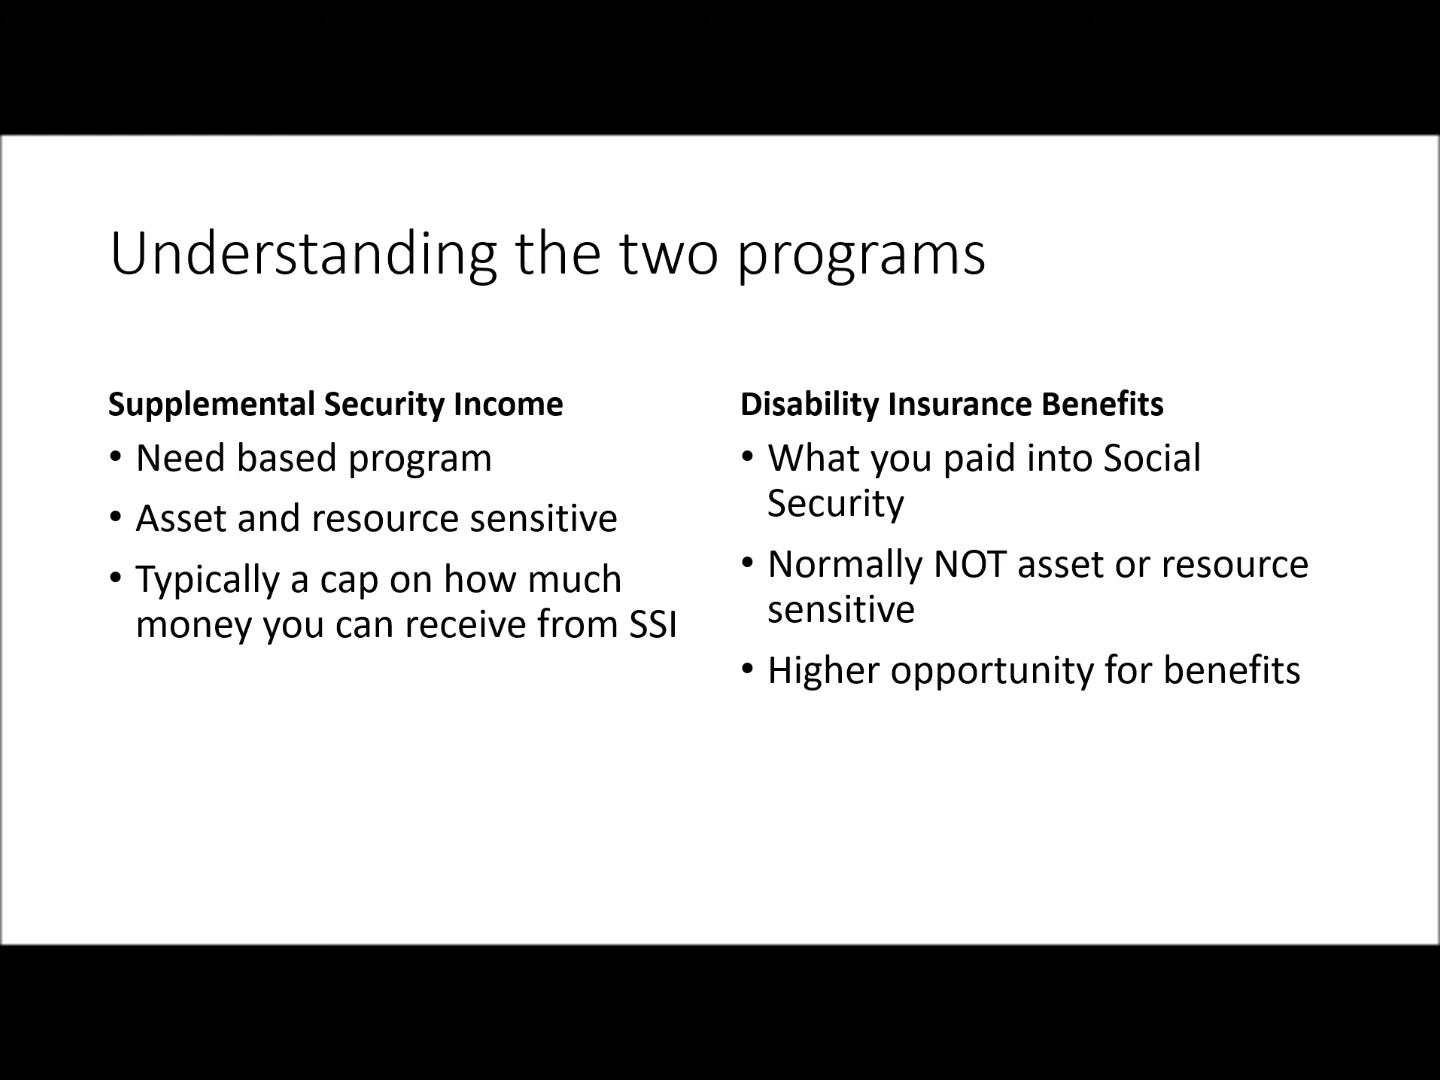 Understanding the two programs
Supplemental Security Income
• Need based program
• Asset and resource sensitive
• Typically a cap on how much
money you can receive from SSI
Disability Insurance Benefits
• What you paid into Social
Security
• Normally NOT asset or resource
sensitive
• Higher opportunity for benefits